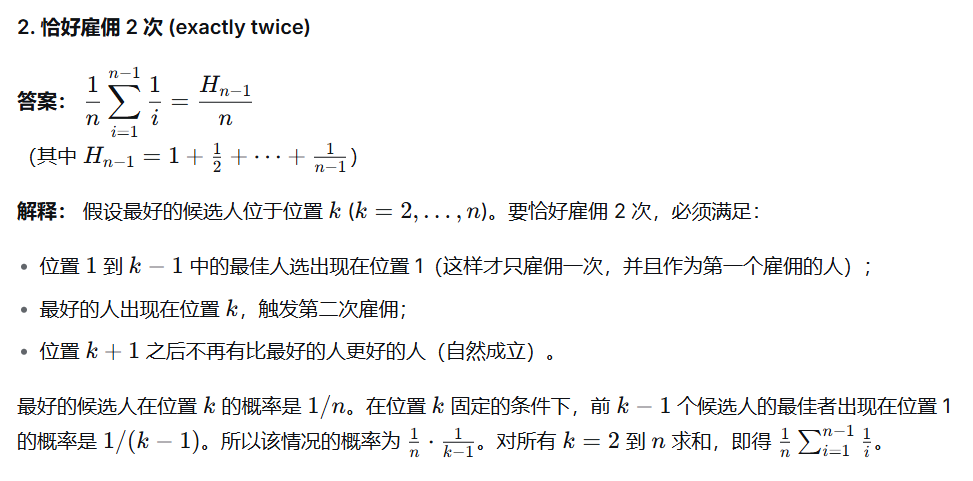 2. 恰好雇佣 2 次 (exactly twice)
答案： $\frac{1}{n}\sum_{i=1}^{n-1}\frac{1}{i}=\frac{H_{n-1}}{n}$
（其中 $H_{n-1}=1+\frac{1}{2}+\cdots+\frac{1}{n-1}$）
解释： 假设最好的候选人位于位置 $k$ ($k=2,\ldots,n$)。要恰好雇佣 2 次，必须满足：
• 位置 1 到 $k-1$ 中的最佳人选出现在位置 1（这样才只雇佣一次，并且作为第一个雇佣的人）；
• 最好的人出现在位置 $k$，触发第二次雇佣；
• 位置 $k+1$ 之后不再有比最好的人更好的人（自然成立）。
最好的候选人在位置 $k$ 的概率是 $1/n$。在位置 $k$ 固定的条件下，前 $k-1$ 个候选人的最佳者出现在位置 1
的概率是 $1/(k-1)$。所以该情况的概率为 $\frac{1}{n}\cdot\frac{1}{k-1}$。对所有 $k=2$ 到 $n$ 求和，即得 $\frac{1}{n}\sum_{i=1}^{n-1}\frac{1}{i}$。